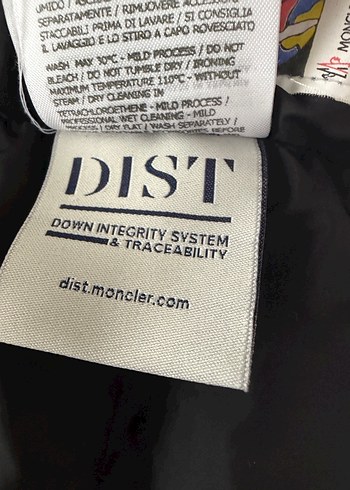 UMIDO / ASCI
SEPARATAMENTE / RIMUOVERE ACCESSORI
STACCABILI PRIMA DI LAVARE / SI CONSIGLIA
IL LAVAGGIO E LO STIRO A CAPO ROVESCIATO
WASH MAX 30°C - MILD PROCESS / DO NOT
BLEACH / DO NOT TUMBLE DRY / IRONING
MAXIMUM TEMPERATURE 110°C - WITHOUT
STEAM / DRY CLEANING IN
TETRACHLOROETHENE - MILD PROCESS /
PROFESSIONAL WET CLEANING - MILD
PROCESS / DRY FLAT / WASH SEPARATELY /
BEFORE
MONC
DIST
DOWN INTEGRITY SYSTEM
& TRACEABILITY
dist.moncler.com